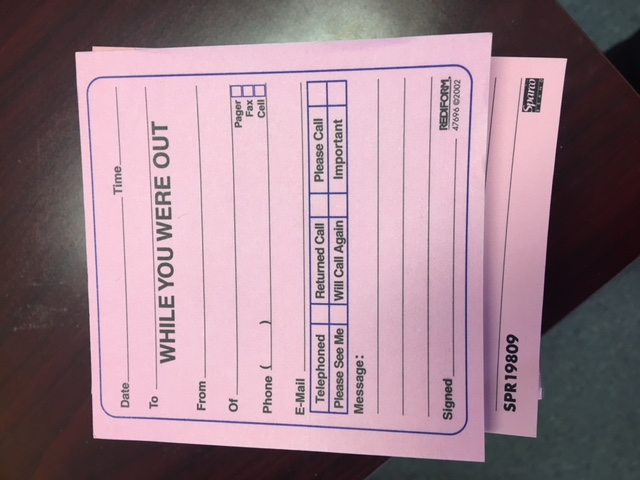 Date Time
To
WHILE YOU WERE OUT
From
Of
Pager
Fax
Cell
Phone ( )
E-Mail
Telephoned Returned Call Please Call
Please See Me Will Call Again Important
Message:
Signed
REDIFORM.
47696 ©2002
Sparco
SPR19809